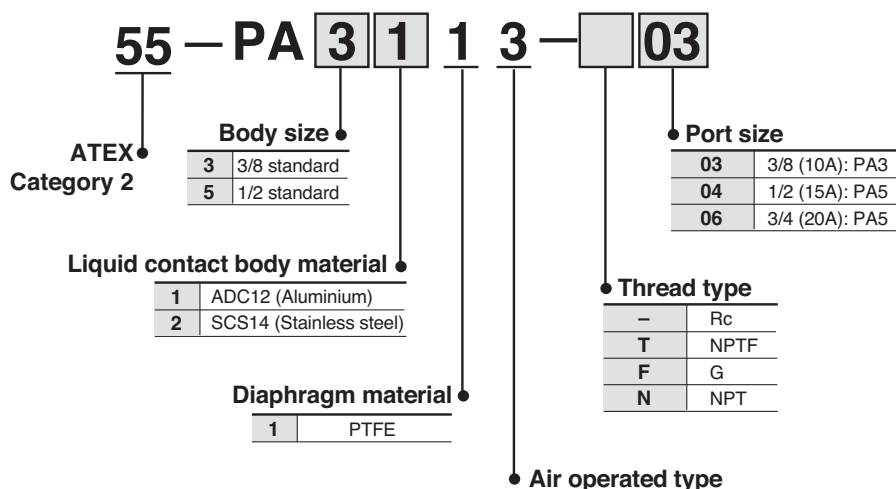 55 — PA 3 1 1 3 — 03
Body size
3 3/8 standard
5 1/2 standard
ATEX
Category 2
Port size
03 3/8 (10A): PA3
04 1/2 (15A): PA5
06 3/4 (20A): PA5
Liquid contact body material
1 ADC12 (Aluminium)
2 SCS14 (Stainless steel)
Thread type
– Rc
T NPTF
F G
N NPT
Diaphragm material
1 PTFE
Air operated type